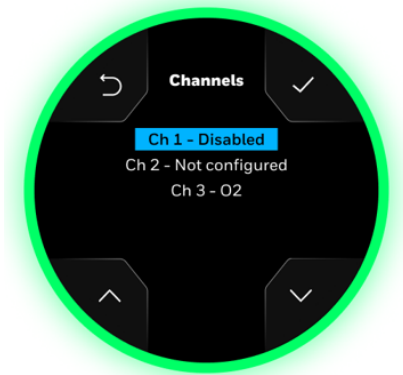 Channels
Ch 1 - Disabled
Ch 2 - Not configured
Ch 3 - O2